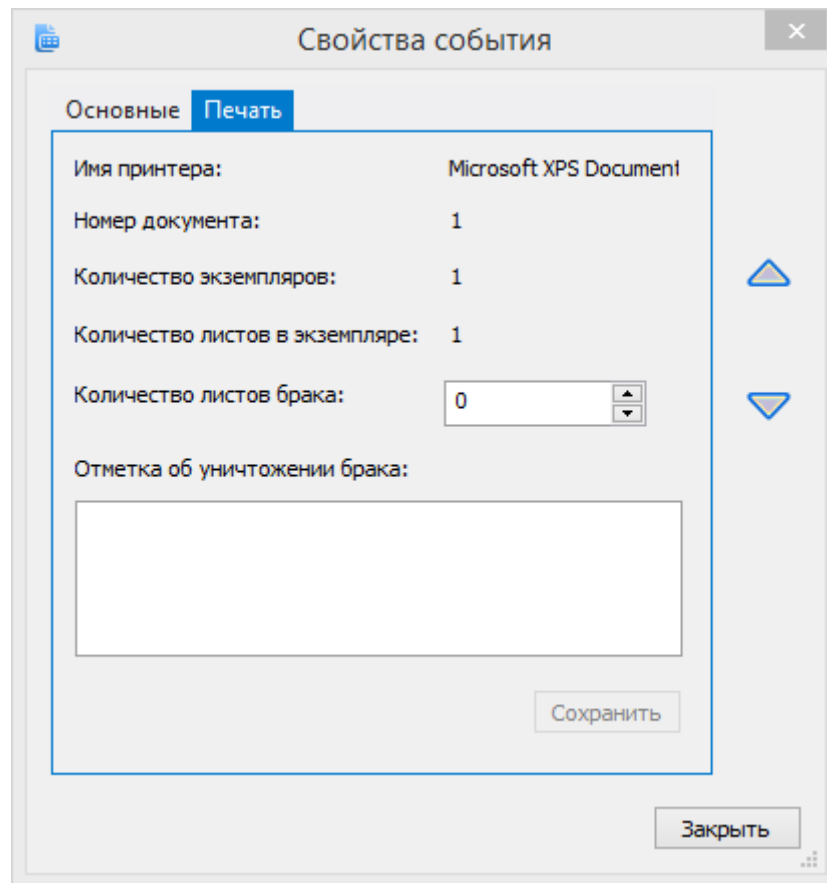 Свойства события
Основные Печать
Имя принтера: Microsoft XPS Document
Номер документа: 1
Количество экземпляров: 1
Количество листов в экземпляре: 1
Количество листов брака: 0
Отметка об уничтожении брака:
Сохранить
Закрыть